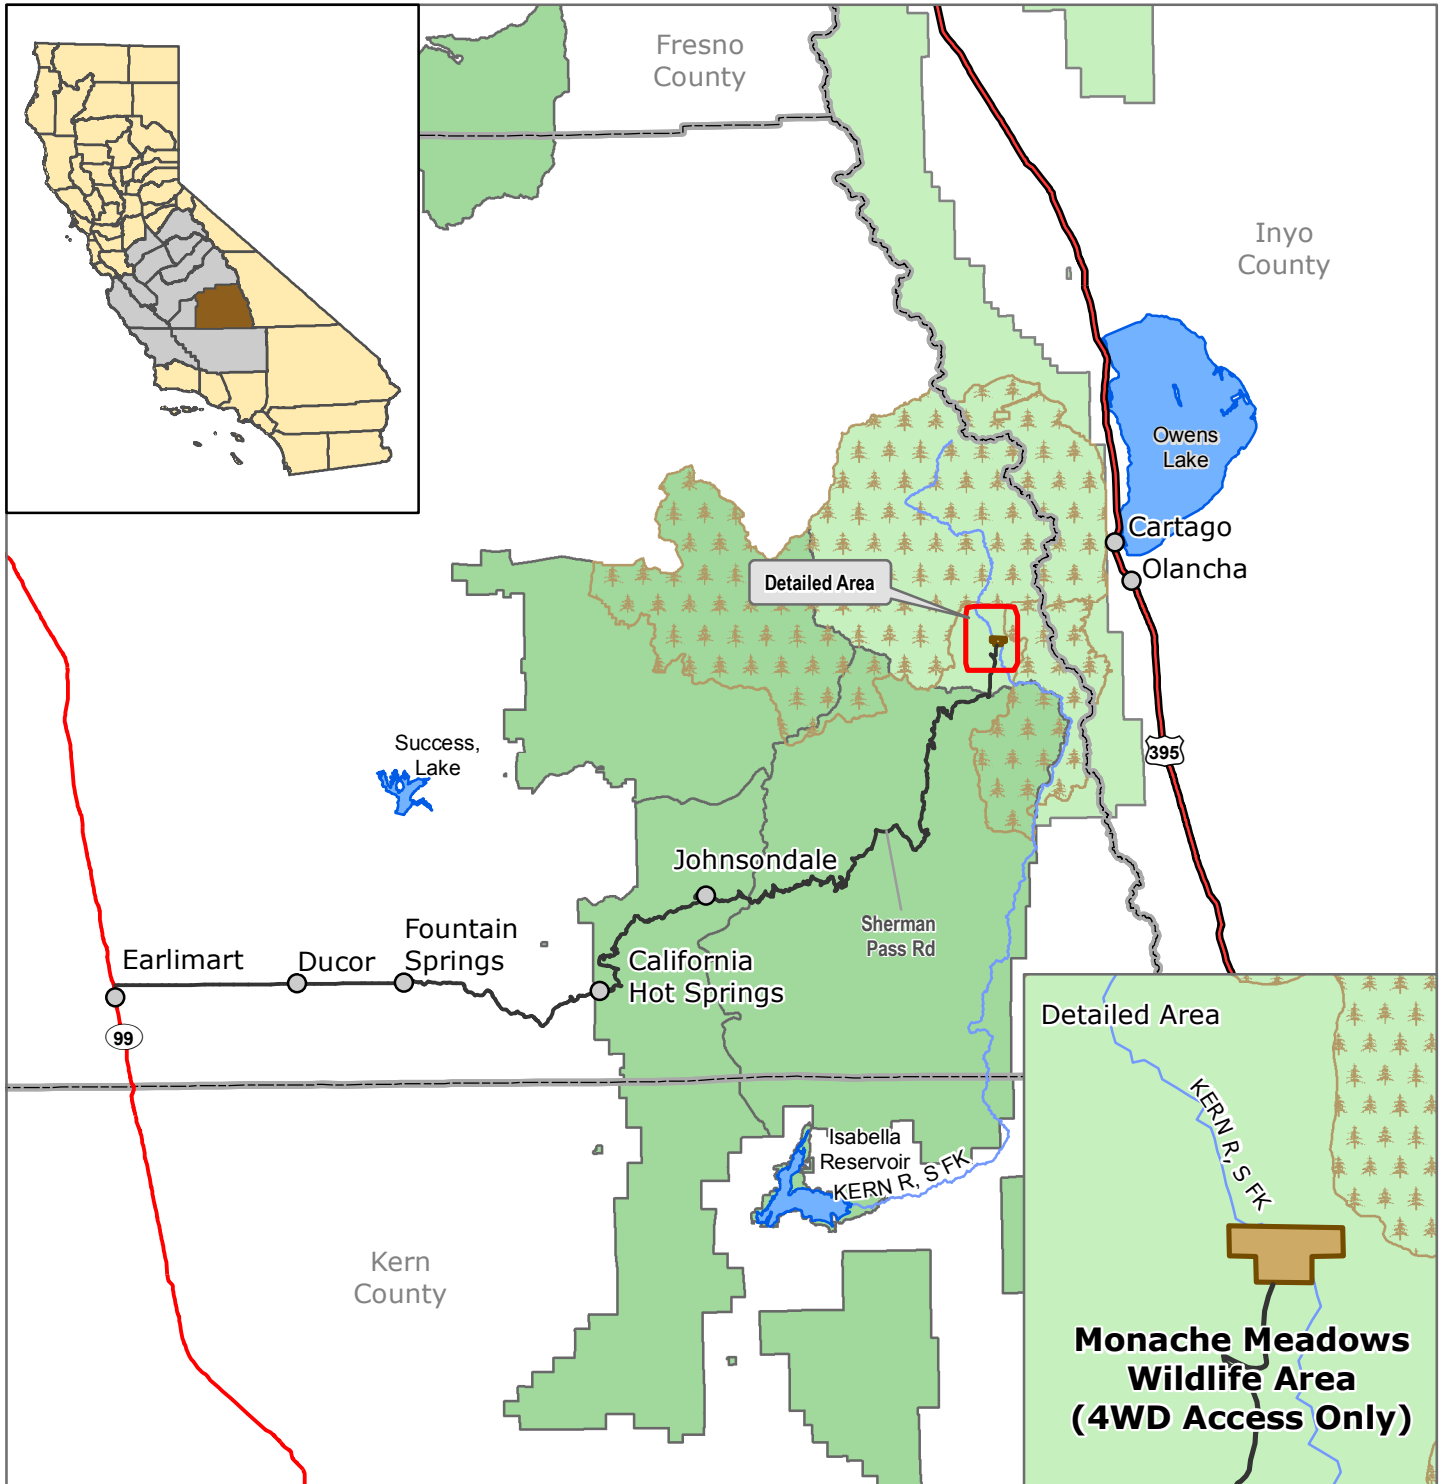 Fresno
County
Inyo
County
Owens
Lake
Cartago
Olancha
Detailed Area
395
Success,
Lake
Johnsondale
Sherman
Pass Rd
Fountain
Springs
Earlimart
Ducor
California
Hot Springs
99
Detailed Area
KERN R, S FK
Isabella
Reservoir
KERN R, S FK
Kern
County
Monache Meadows
Wildlife Area
(4WD Access Only)